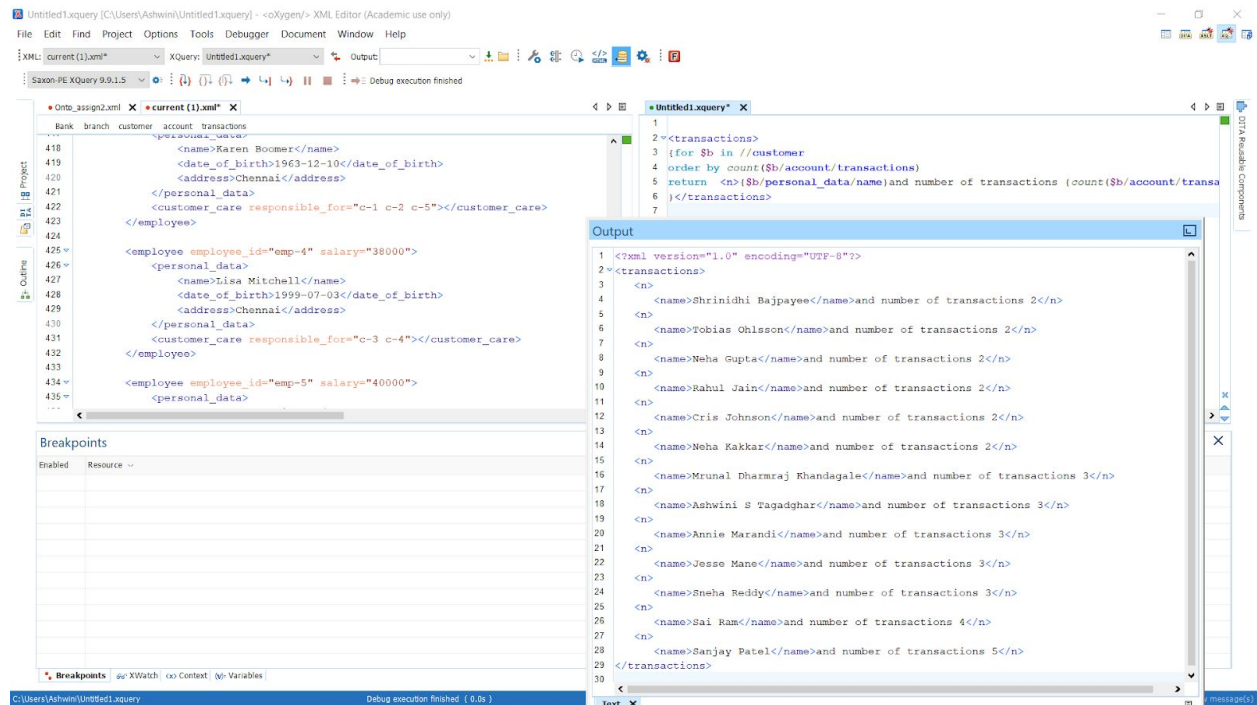 Untitled1.xquery [C:\Users\Ashwini\Untitled1.xquery] - <oXygen/> XML Editor (Academic use only)
File Edit Find Project Options Tools Debugger Document Window Help
XML: current (1).xml* XQuery: Untitled1.xquery* Output:
Saxon-PE XQuery 9.9.1.5 Debug execution finished
Onto_assign2.xml current (1).xml*
Bank branch customer account transactions
418 <name>Karen Boomer</name>
419 <date_of_birth>1963-12-10</date_of_birth>
420 <address>Chennai</address>
421 </personal_data>
422 <customer_care responsible_for="c-1 c-2 c-5"></customer_care>
423 </employee>
424
425 <employee employee_id="emp-4" salary="38000">
426 <personal_data>
427 <name>Lisa Mitchell</name>
428 <date_of_birth>1999-07-03</date_of_birth>
429 <address>Chennai</address>
430 </personal_data>
431 <customer_care responsible_for="c-3 c-4"></customer_care>
432 </employee>
433
434 <employee employee_id="emp-5" salary="40000">
435 <personal_data>
Project
DITA
Outline
Untitled1.xquery*
1
2 <transactions>
3 {for $b in //customer
4 order by count($b/account/transactions)
5 return <n>{$b/personal_data/name}and number of transactions {count($b/account/transa
6 }</transactions>
7
DITA Reusable Components
Output
1 <?xml version="1.0" encoding="UTF-8"?>
2 <transactions>
3 <n>
4 <name>Shrinidhi Bajpayee</name>and number of transactions 2</n>
5 <n>
6 <name>Tobias Ohlsson</name>and number of transactions 2</n>
7 <n>
8 <name>Neha Gupta</name>and number of transactions 2</n>
9 <n>
10 <name>Rahul Jain</name>and number of transactions 2</n>
11 <n>
12 <name>Cris Johnson</name>and number of transactions 2</n>
13 <n>
14 <name>Neha Kakkar</name>and number of transactions 2</n>
15 <n>
16 <name>Mrunal Dharmraj Khandagale</name>and number of transactions 3</n>
17 <n>
18 <name>Ashwini S Tagadghar</name>and number of transactions 3</n>
19 <n>
20 <name>Annie Marandi</name>and number of transactions 3</n>
21 <n>
22 <name>Jesse Mane</name>and number of transactions 3</n>
23 <n>
24 <name>Sneha Reddy</name>and number of transactions 3</n>
25 <n>
26 <name>Sai Ram</name>and number of transactions 4</n>
27 <n>
28 <name>Sanjay Patel</name>and number of transactions 5</n>
29 </transactions>
30
Text
Breakpoints
Enabled Resource
Breakpoints XWatch Context Variables
C:\Users\Ashwini\Untitled1.xquery Debug execution finished ( 0.0s ) message(s)